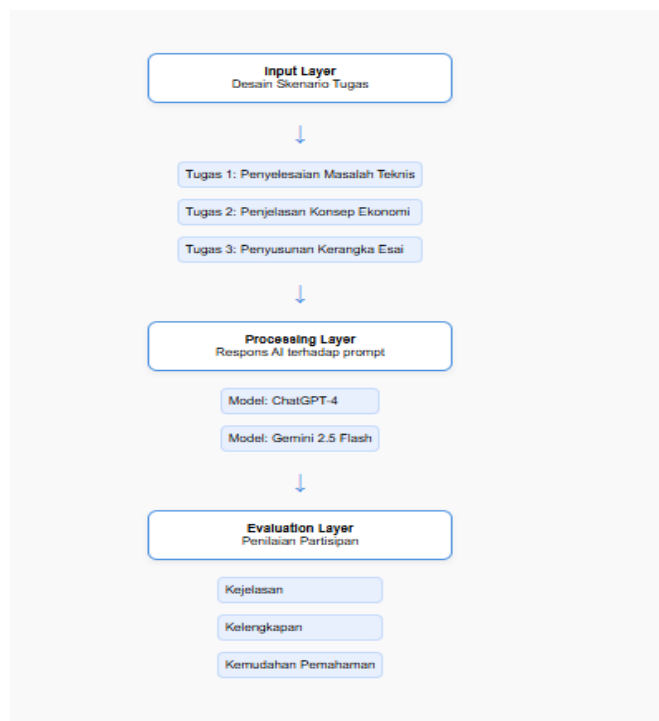 Input Layer
Desain Skenario Tugas
↓
Tugas 1: Penyelesaian Masalah Teknis
Tugas 2: Penjelasan Konsep Ekonomi
Tugas 3: Penyusunan Kerangka Esai
↓
Processing Layer
Respons AI terhadap prompt
Model: ChatGPT-4
Model: Gemini 2.5 Flash
↓
Evaluation Layer
Penilaian Partisipan
Kejelasan
Kelengkapan
Kemudahan Pemahaman